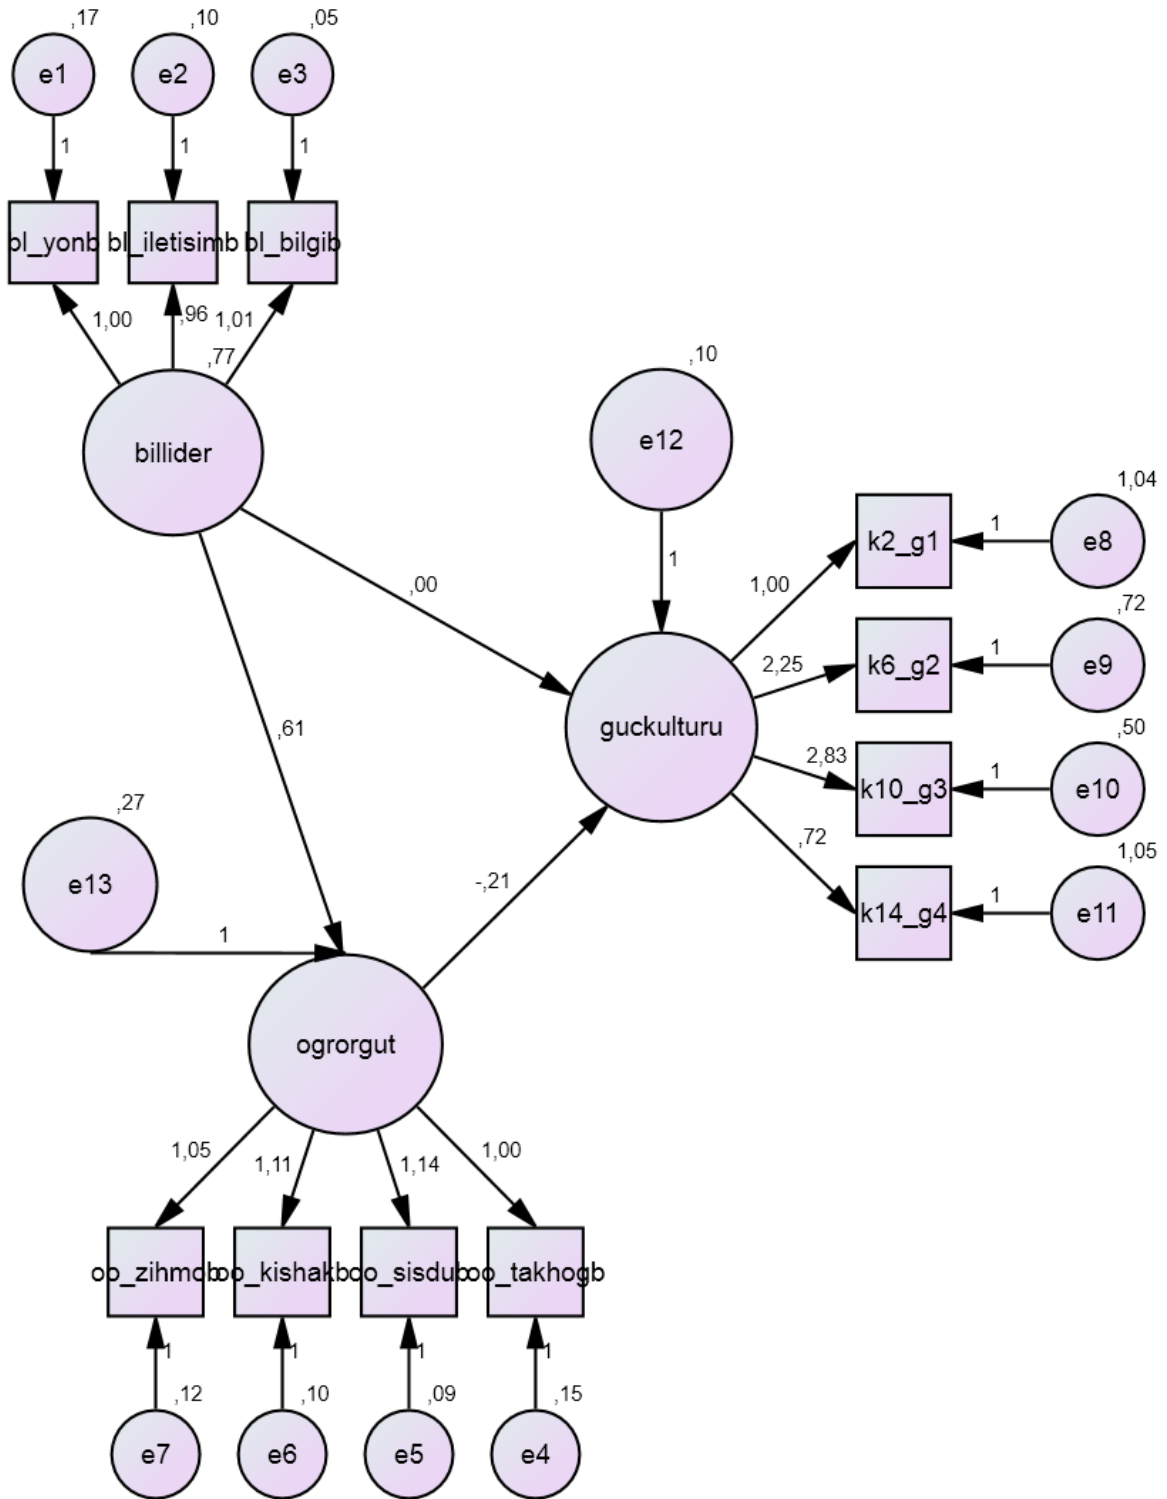 ,17
,10
,05
e1
e2
e3
1
1
1
bl_yonb
bl_iletisimb
bl_bilgib
1,00
,96
1,01
,77
billider
,10
e12
1
,00
,61
1,04
k2_g1
1
e8
1,00
,72
k6_g2
1
e9
2,25
guckulturu
,50
2,83
k10_g3
1
e10
,72
1,05
k14_g4
1
e11
,27
e13
1
-,21
ogrorgut
1,05
1,11
1,14
1,00
oo_zihmob
oo_kishakb
oo_sisdub
oo_takhogb
1
1
1
1
,12
,10
,09
,15
e7
e6
e5
e4